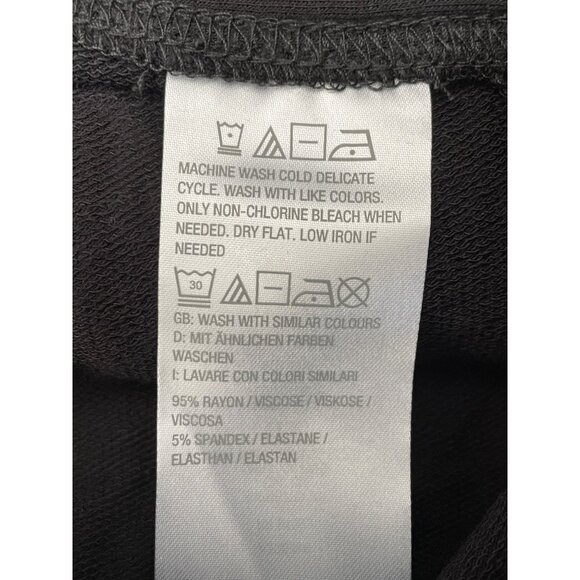 MACHINE WASH COLD DELICATE
CYCLE. WASH WITH LIKE COLORS.
ONLY NON-CHLORINE BLEACH WHEN
NEEDED. DRY FLAT. LOW IRON IF
NEEDED
30
GB: WASH WITH SIMILAR COLOURS
D: MIT ÄHNLICHEN FARBEN
WASCHEN
I: LAVARE CON COLORI SIMILARI
95% RAYON / VISCOSE / VISKOSE /
VISCOSA
5% SPANDEX / ELASTANE /
ELASTHAN / ELASTAN